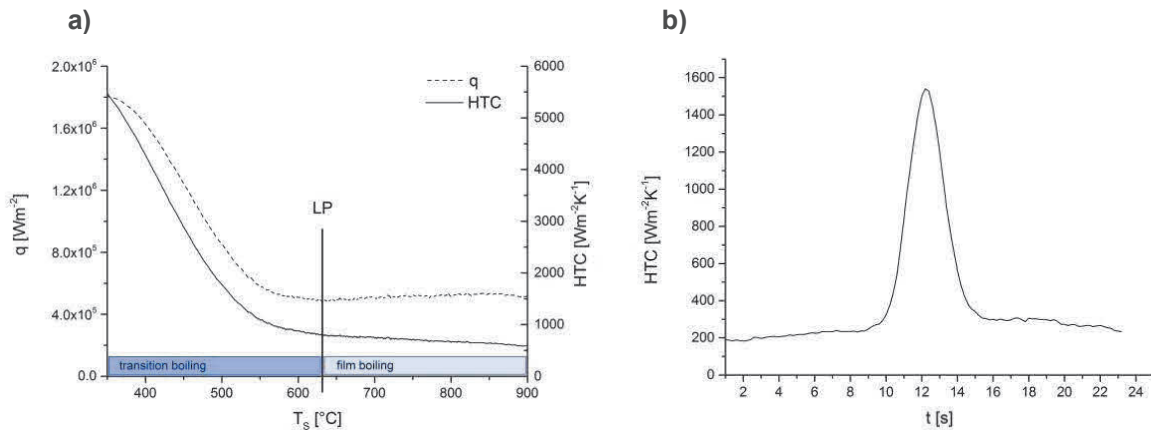 a)
2.0x10⁶
1.6x10⁶
1.2x10⁶
8.0x10⁵
4.0x10⁵
0.0
q [Wm⁻²]
q
HTC
LP
transition boiling
film boiling
400
500
600
700
800
900
T_S [°C]
6000
5000
4000
3000
2000
1000
0
HTC [Wm⁻²K⁻¹]
b)
1600
1400
1200
1000
800
600
400
200
0
HTC [Wm⁻²K⁻¹]
2
4
6
8
10
12
14
16
18
20
22
24
t [s]